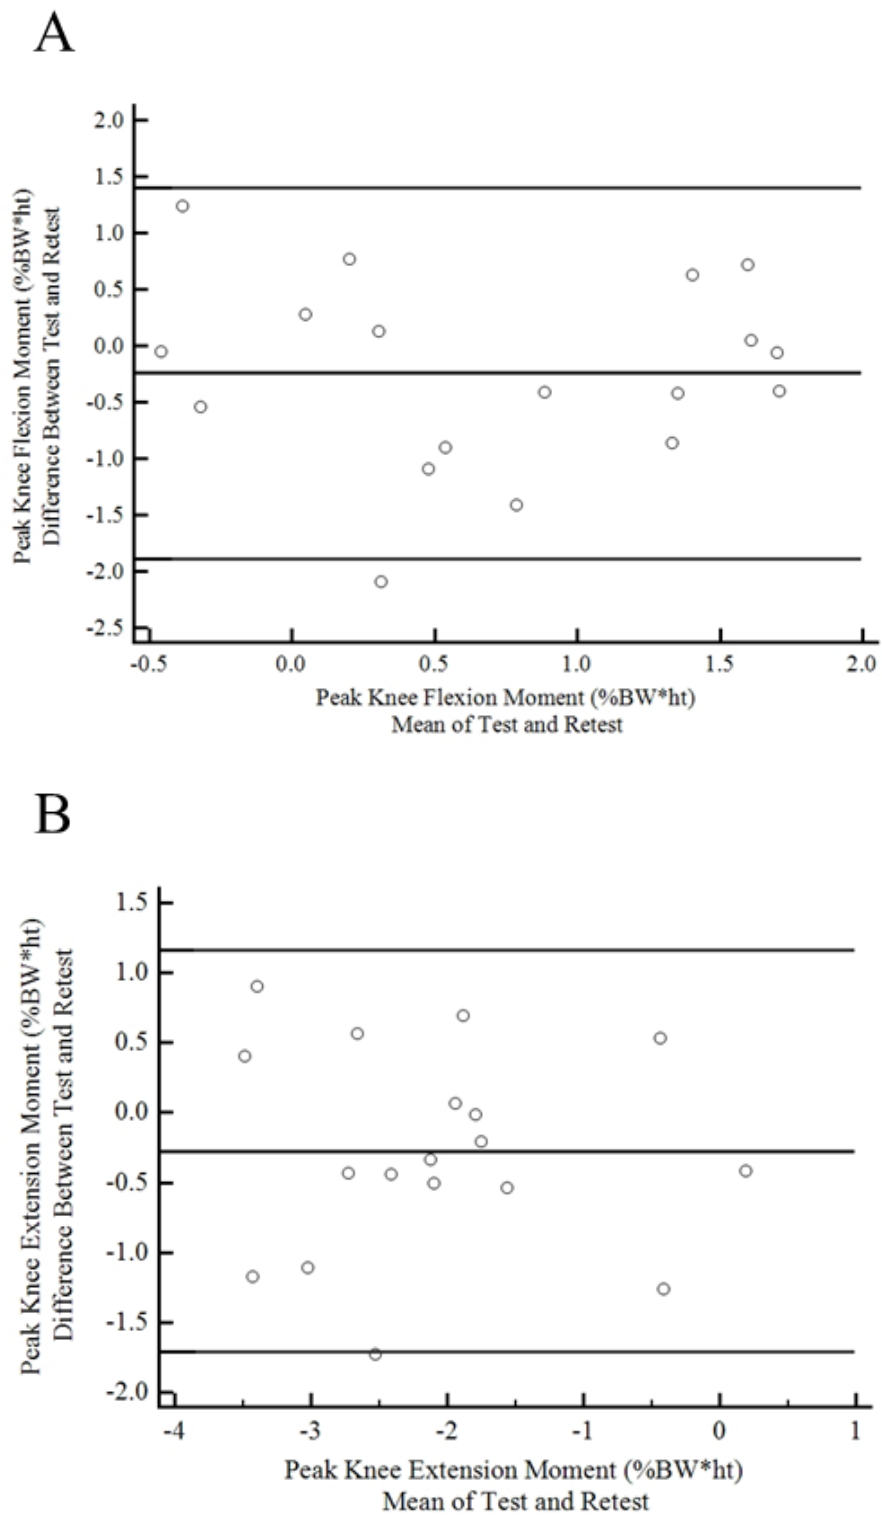 A
Peak Knee Flexion Moment (%BW*ht)
Difference Between Test and Retest
2.0
1.5
1.0
0.5
0.0
-0.5
-1.0
-1.5
-2.0
-2.5
-0.5 0.0 0.5 1.0 1.5 2.0
Peak Knee Flexion Moment (%BW*ht)
Mean of Test and Retest
B
Peak Knee Extension Moment (%BW*ht)
Difference Between Test and Retest
1.5
1.0
0.5
0.0
-0.5
-1.0
-1.5
-2.0
-4 -3 -2 -1 0 1
Peak Knee Extension Moment (%BW*ht)
Mean of Test and Retest